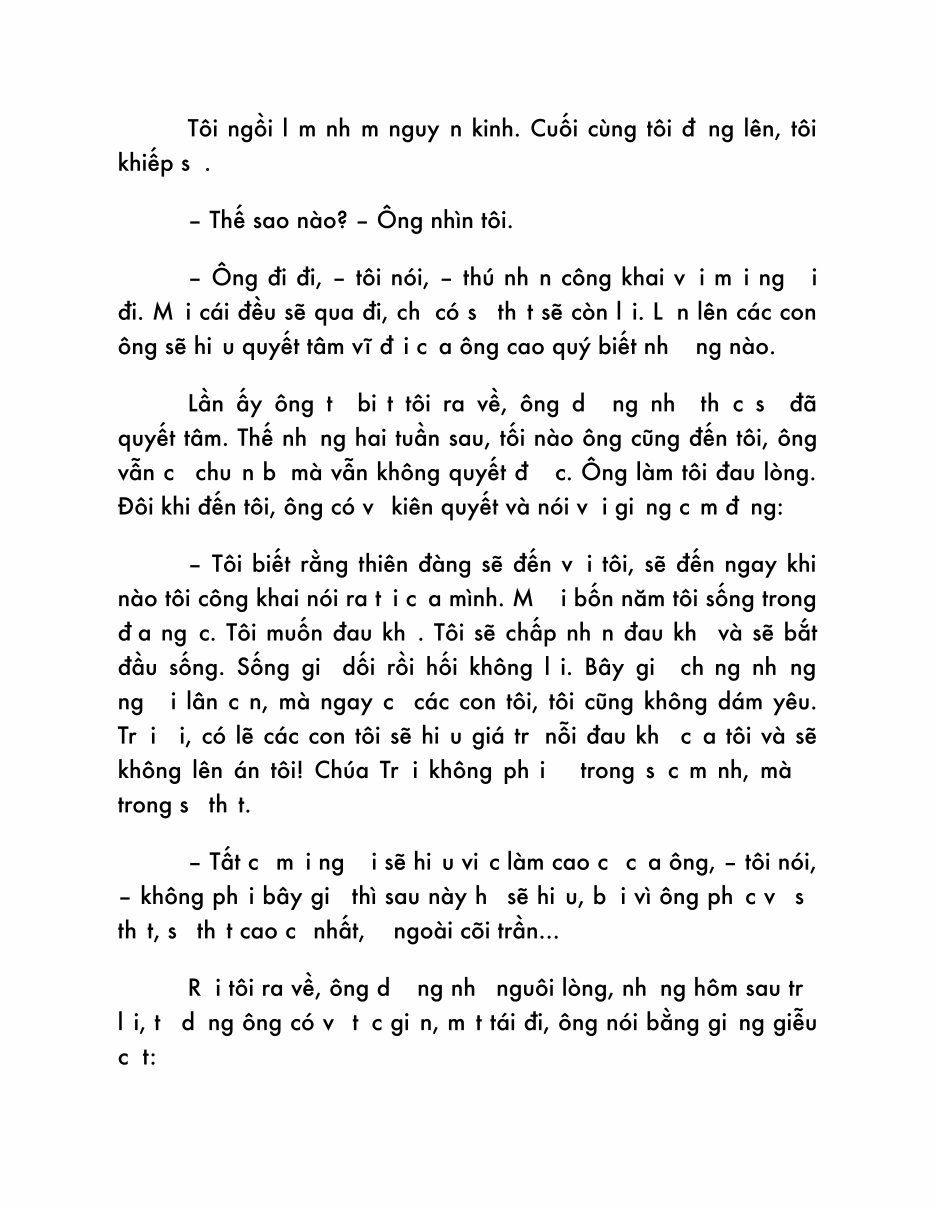 Tôi ngồi l m nh m nguy n kinh. Cuối cùng tôi đ ng lên, tôi
khiếp s .
– Thế sao nào? – Ông nhìn tôi.
– Ông đi đi, – tôi nói, – thú nh n công khai v i m i ng i
đi. M i cái đều sẽ qua đi, ch có s th t sẽ còn l i. L n lên các con
ông sẽ hi u quyết tâm vĩ đ i c a ông cao quý biết nh ng nào.
Lần ấy ông t bi t tôi ra về, ông d ng nh th c s đã
quyết tâm. Thế nh ng hai tuần sau, tối nào ông cũng đến tôi, ông
vẫn c chu n b mà vẫn không quyết đ c. Ông làm tôi đau lòng.
Đôi khi đến tôi, ông có v kiên quyết và nói v i gi ng c m đ ng:
– Tôi biết rằng thiên đàng sẽ đến v i tôi, sẽ đến ngay khi
nào tôi công khai nói ra t i c a mình. M i bốn năm tôi sống trong
đ a ng c. Tôi muốn đau kh . Tôi sẽ chấp nh n đau kh và sẽ bắt
đầu sống. Sống gi dối rồi hối không l i. Bây gi ch ng nh ng
ng i lân c n, mà ngay c các con tôi, tôi cũng không dám yêu.
Tr i i, có lẽ các con tôi sẽ hi u giá tr nỗi đau kh c a tôi và sẽ
không lên án tôi! Chúa Tr i không ph i trong s c m nh, mà
trong s th t.
– Tất c m i ng i sẽ hi u vi c làm cao c c a ông, – tôi nói,
– không ph i bây gi thì sau này h sẽ hi u, b i vì ông ph c v s
th t, s th t cao c nhất, ngoài cõi trần...
R i tôi ra về, ông d ng nh nguôi lòng, nh ng hôm sau tr
l i, t d ng ông có v t c gi n, m t tái đi, ông nói bằng gi ng giễu
c t: